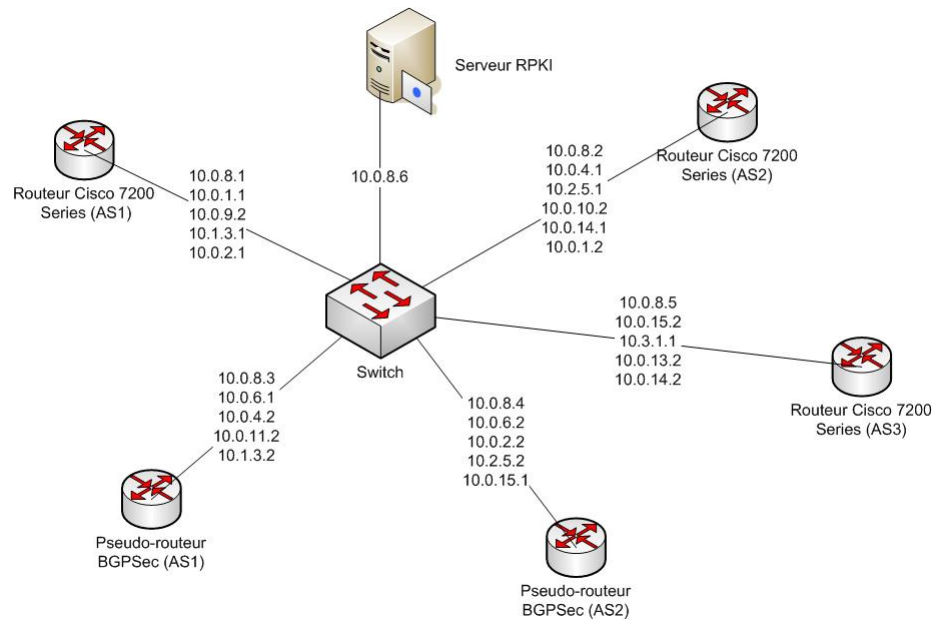 Serveur RPKI
Routeur Cisco 7200
Series (AS1)
10.0.8.1
10.0.1.1
10.0.9.2
10.1.3.1
10.0.2.1
10.0.8.6
10.0.8.2
10.0.4.1
10.2.5.1
10.0.10.2
10.0.14.1
10.0.1.2
Routeur Cisco 7200
Series (AS2)
Switch
10.0.8.5
10.0.15.2
10.3.1.1
10.0.13.2
10.0.14.2
Routeur Cisco 7200
Series (AS3)
10.0.8.3
10.0.6.1
10.0.4.2
10.0.11.2
10.1.3.2
Pseudo-routeur
BGPSec (AS1)
10.0.8.4
10.0.6.2
10.0.2.2
10.2.5.2
10.0.15.1
Pseudo-routeur
BGPSec (AS2)